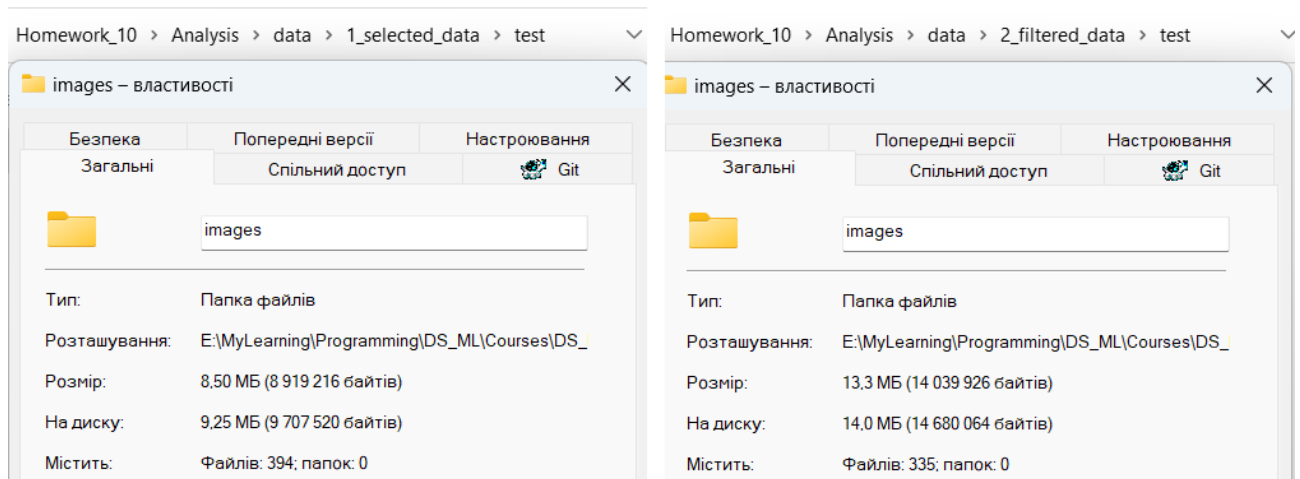 Homework_10 > Analysis > data > 1_selected_data > test
images – властивості
Безпека Попередні версії Настроювання
Загальні Спільний доступ Git
images
Тип: Папка файлів
Розташування: E:\MyLearning\Programming\DS_ML\Courses\DS_
Розмір: 8,50 МБ (8 919 216 байтів)
На диску: 9,25 МБ (9 707 520 байтів)
Містить: Файлів: 394; папок: 0
Homework_10 > Analysis > data > 2_filtered_data > test
images – властивості
Безпека Попередні версії Настроювання
Загальні Спільний доступ Git
images
Тип: Папка файлів
Розташування: E:\MyLearning\Programming\DS_ML\Courses\DS_
Розмір: 13,3 МБ (14 039 926 байтів)
На диску: 14,0 МБ (14 680 064 байтів)
Містить: Файлів: 335; папок: 0